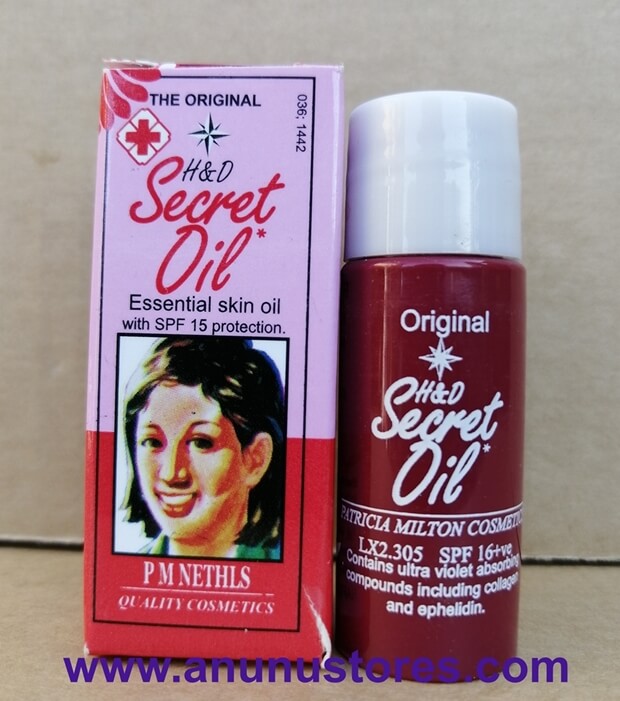 THE ORIGINAL
036; 1442
H&D
Secret
Oil*
Essential skin oil
with SPF 15 protection.
P M NETHLS
QUALITY COSMETICS
Original
H&D
Secret
Oil*
PATRICIA MILTON COSMETIC
LX2.305 SPF 16+ve
Contains ultra violet absorbing
compounds including collagen
and ephelidin.
www.anunustores.com